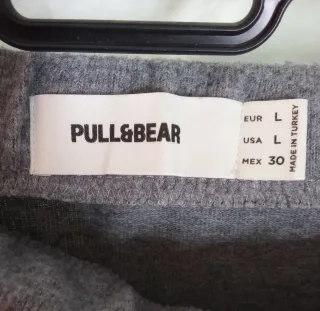 PULL&BEAR
EUR L
USA L
MEX 30
MADE IN TURKEY